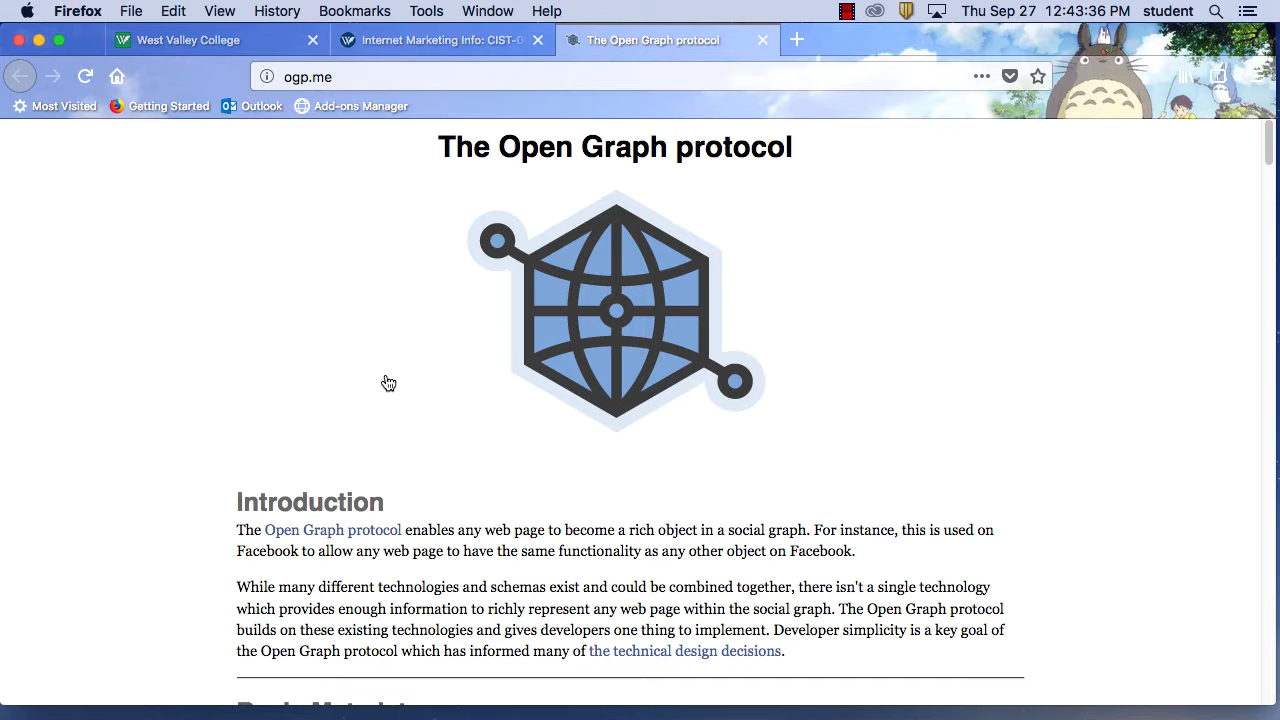 Firefox File Edit View History Bookmarks Tools Window Help Thu Sep 27 12:43:36 PM student
West Valley College Internet Marketing Info: CIST-0 The Open Graph protocol
ogp.me
Most Visited Getting Started Outlook Add-ons Manager
The Open Graph protocol
Introduction
The Open Graph protocol enables any web page to become a rich object in a social graph. For instance, this is used on
Facebook to allow any web page to have the same functionality as any other object on Facebook.
While many different technologies and schemas exist and could be combined together, there isn't a single technology
which provides enough information to richly represent any web page within the social graph. The Open Graph protocol
builds on these existing technologies and gives developers one thing to implement. Developer simplicity is a key goal of
the Open Graph protocol which has informed many of the technical design decisions.